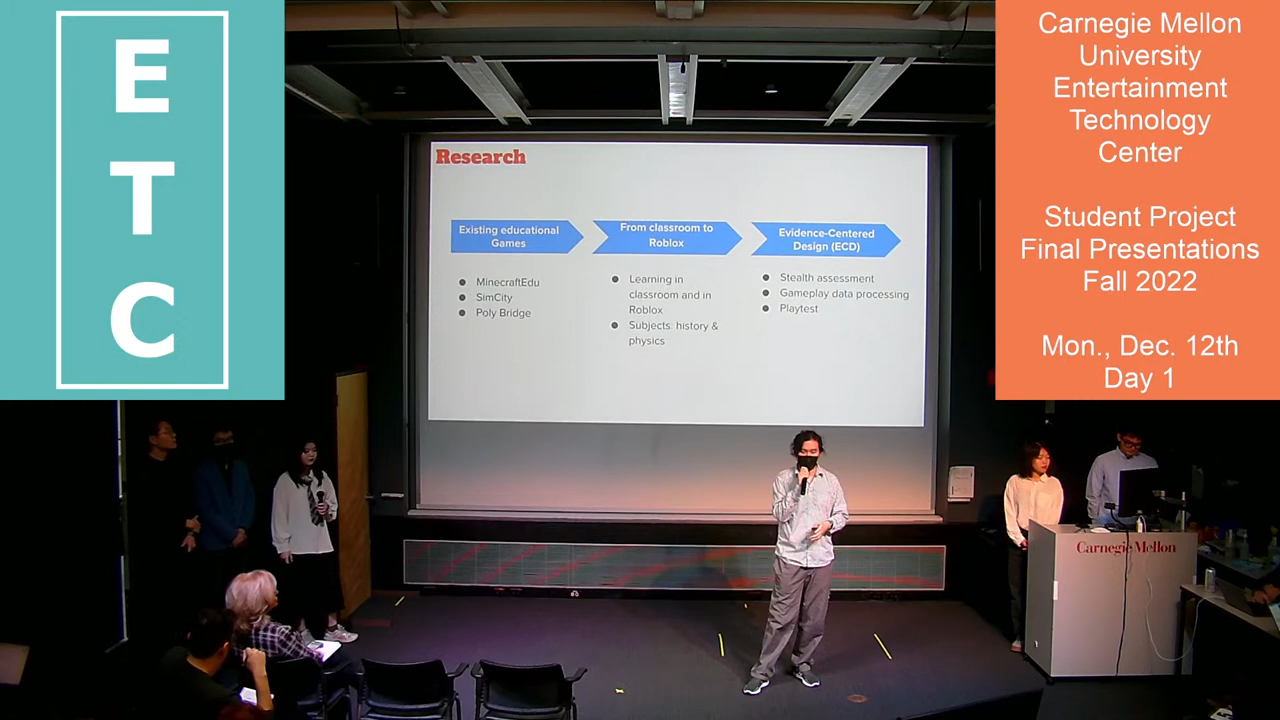 E
T
C
Carnegie Mellon
University
Entertainment
Technology
Center
Student Project
Final Presentations
Fall 2022
Mon., Dec. 12th
Day 1
Research
Existing educational
Games
MinecraftEdu
SimCity
Poly Bridge
From classroom to
Roblox
Learning in
classroom and in
Roblox
Subjects: history &
physics
Evidence-Centered
Design (ECD)
Stealth assessment
Gameplay data processing
Playtest
Carnegie Mellon